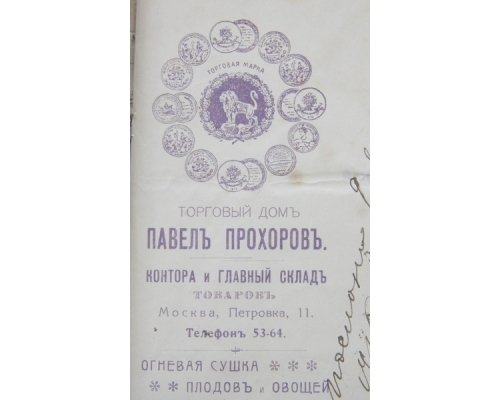 ТОРГОВАЯ МАРКА
ТОРГОВЫЙ ДОМЪ
ПАВЕЛЪ ПРОХОРОВЪ.
КОНТОРА и ГЛАВНЫЙ СКЛАДЪ
ТОВАРОВЪ
Москва, Петровка, 11.
Телефонъ 53-64.
ОГНЕВАЯ СУШКА * * *
* * ПЛОДОВЪ и ОВОЩЕЙ